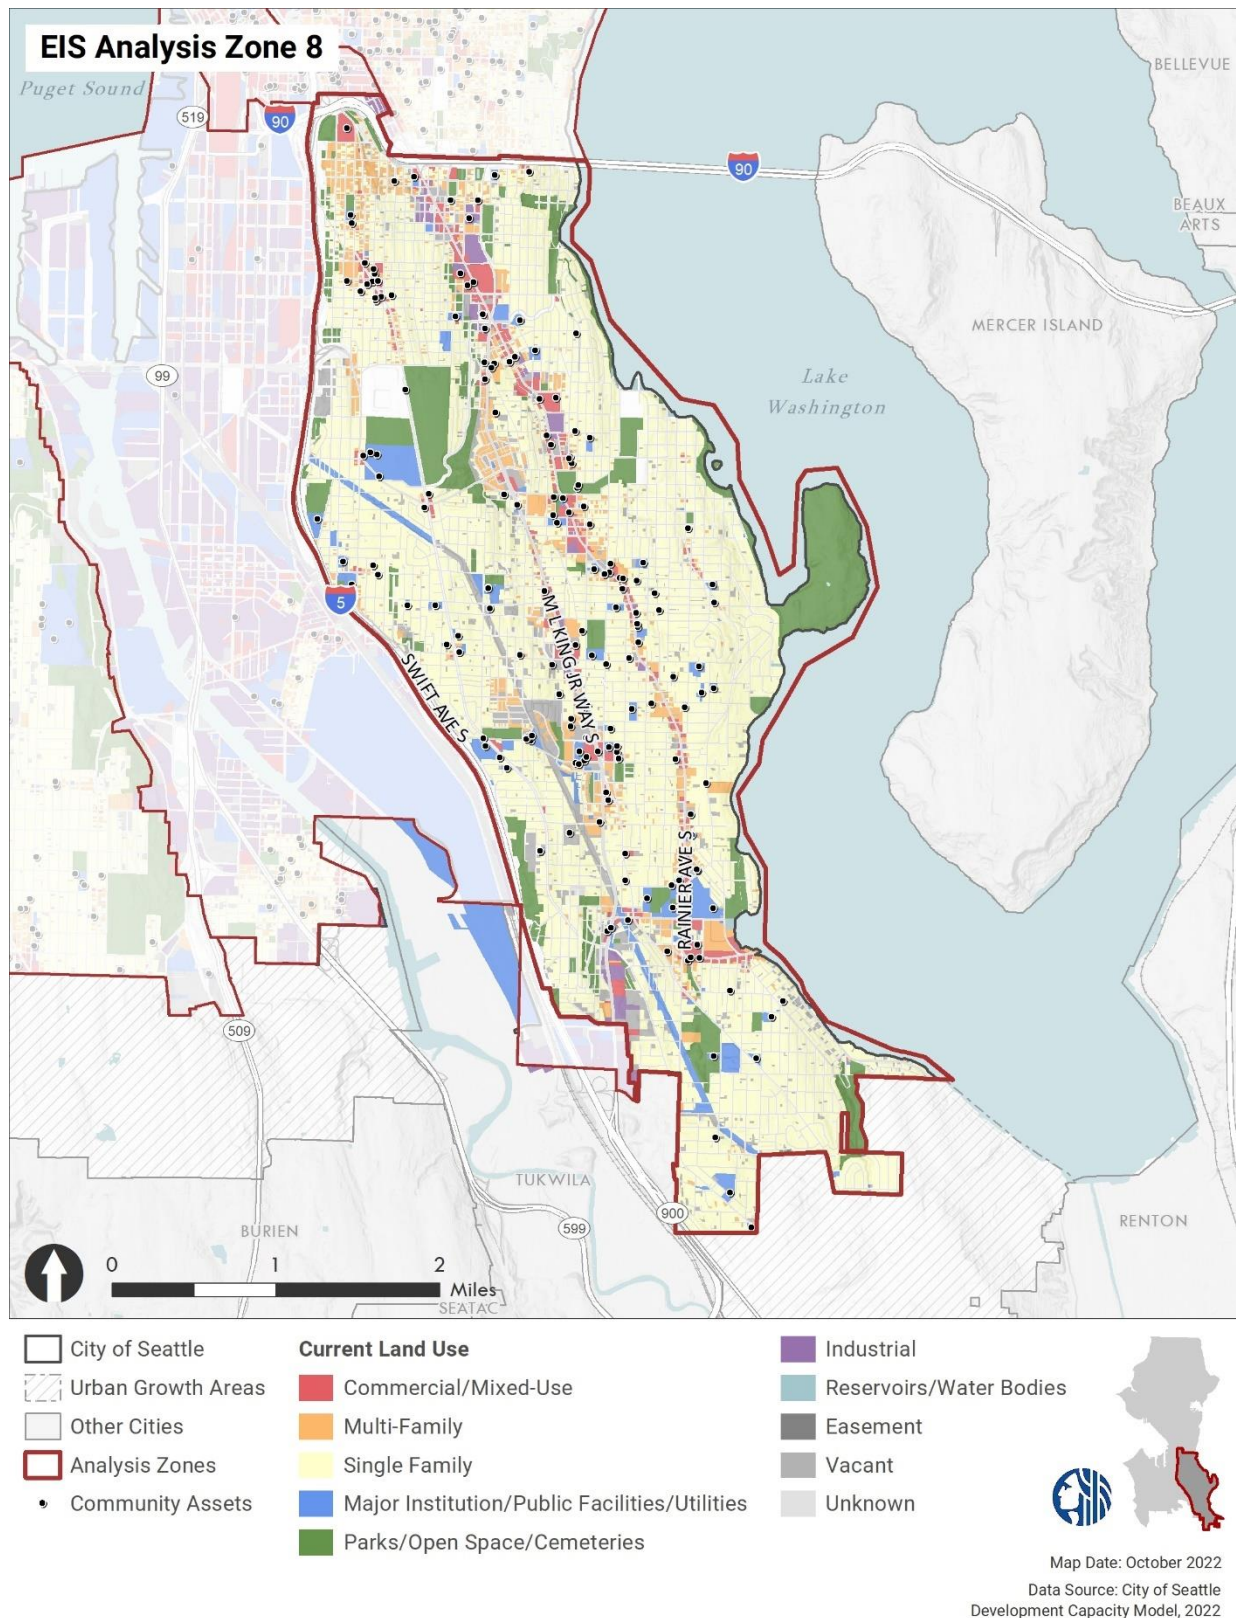 EIS Analysis Zone 8
Puget Sound
519
90
90
BELLEVUE
BEAUX
ARTS
MERCER ISLAND
Lake
Washington
99
5
M L KING JR WAY S
SWIFT AVE S
RAINIER AVE S
509
TUKWILA
BURIEN
599
900
RENTON
0 1 2
Miles
SEATAC
City of Seattle
Urban Growth Areas
Other Cities
Analysis Zones
Community Assets
Current Land Use
Commercial/Mixed-Use
Multi-Family
Single Family
Major Institution/Public Facilities/Utilities
Parks/Open Space/Cemeteries
Industrial
Reservoirs/Water Bodies
Easement
Vacant
Unknown
Map Date: October 2022
Data Source: City of Seattle
Development Capacity Model, 2022